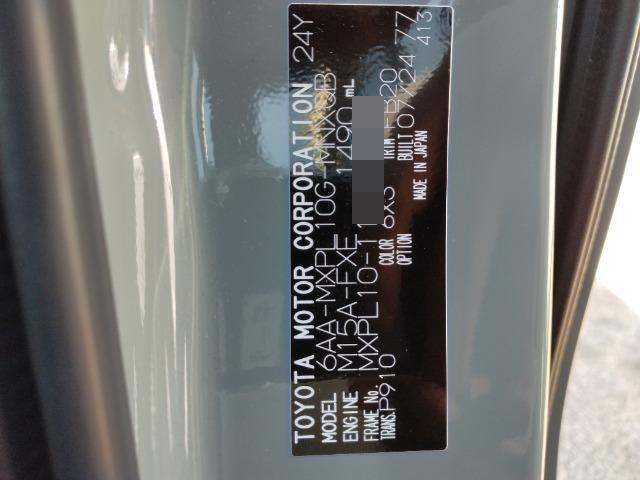 TOYOTA MOTOR CORPORATION 24Y
MODEL 6AA-MXPL10G-MNXQB
ENGINE M15A-FXE 1490 mL
FRAME No. MXPL10-11
COLOR 6X3 TRIM FB20
OPTION BUILT 07/24 77
TRANS. P910 MADE IN JAPAN 413